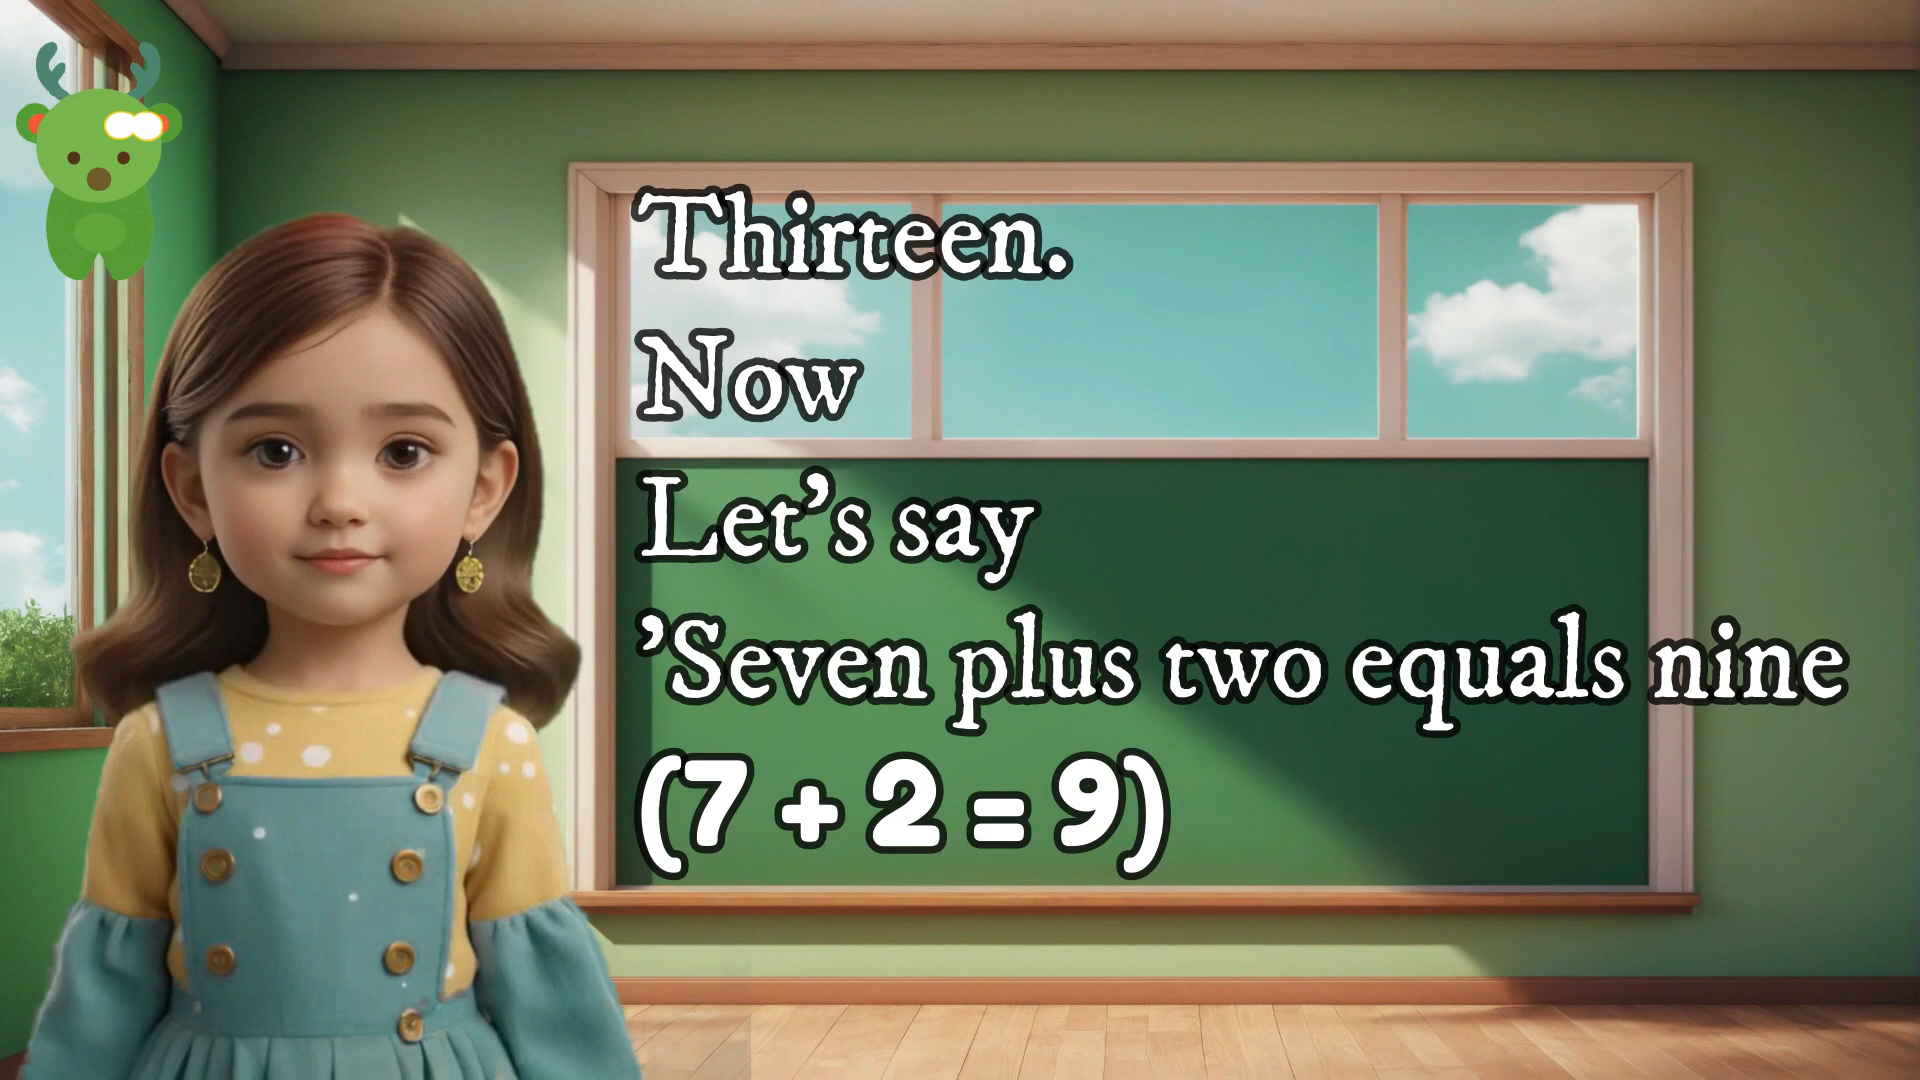 Thirteen.
Now
Let’s say
’Seven plus two equals nine
(7 + 2 = 9)